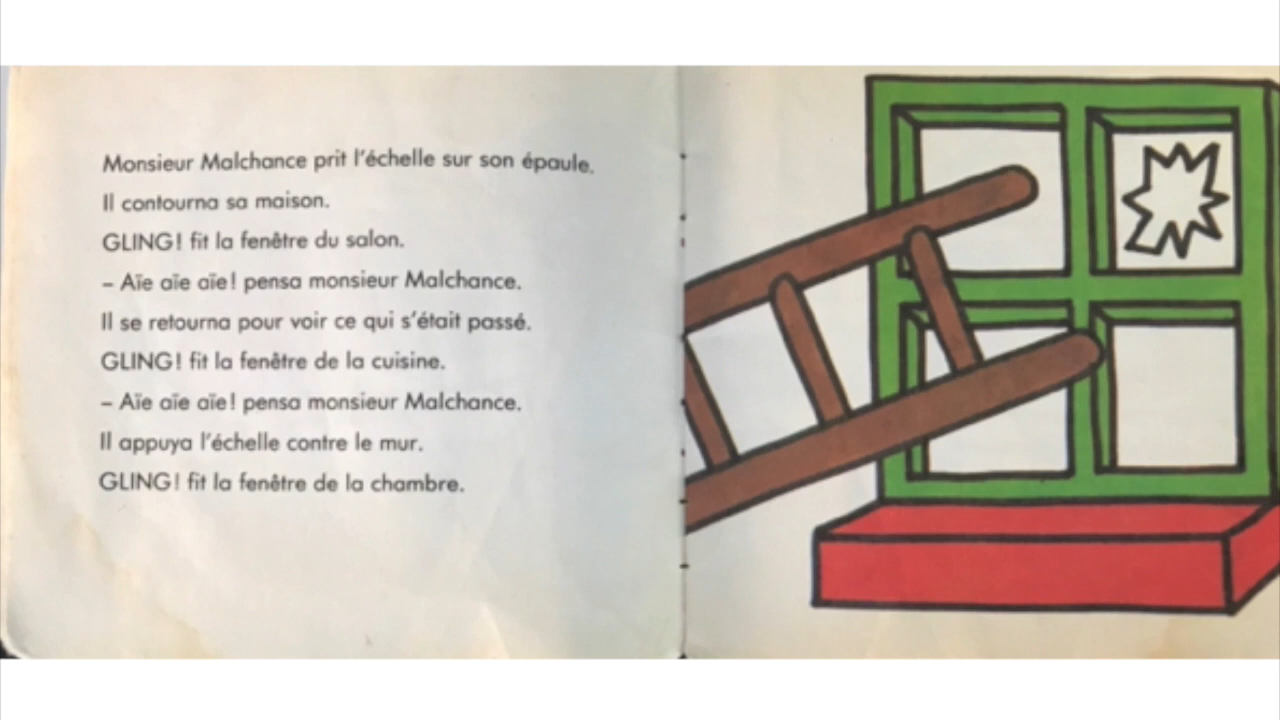 Monsieur Malchance prit l'échelle sur son épaule.
Il contourna sa maison.
GLING! fit la fenêtre du salon.
– Aïe aïe aïe! pensa monsieur Malchance.
Il se retourna pour voir ce qui s'était passé.
GLING! fit la fenêtre de la cuisine.
– Aïe aïe aïe! pensa monsieur Malchance.
Il appuya l'échelle contre le mur.
GLING! fit la fenêtre de la chambre.